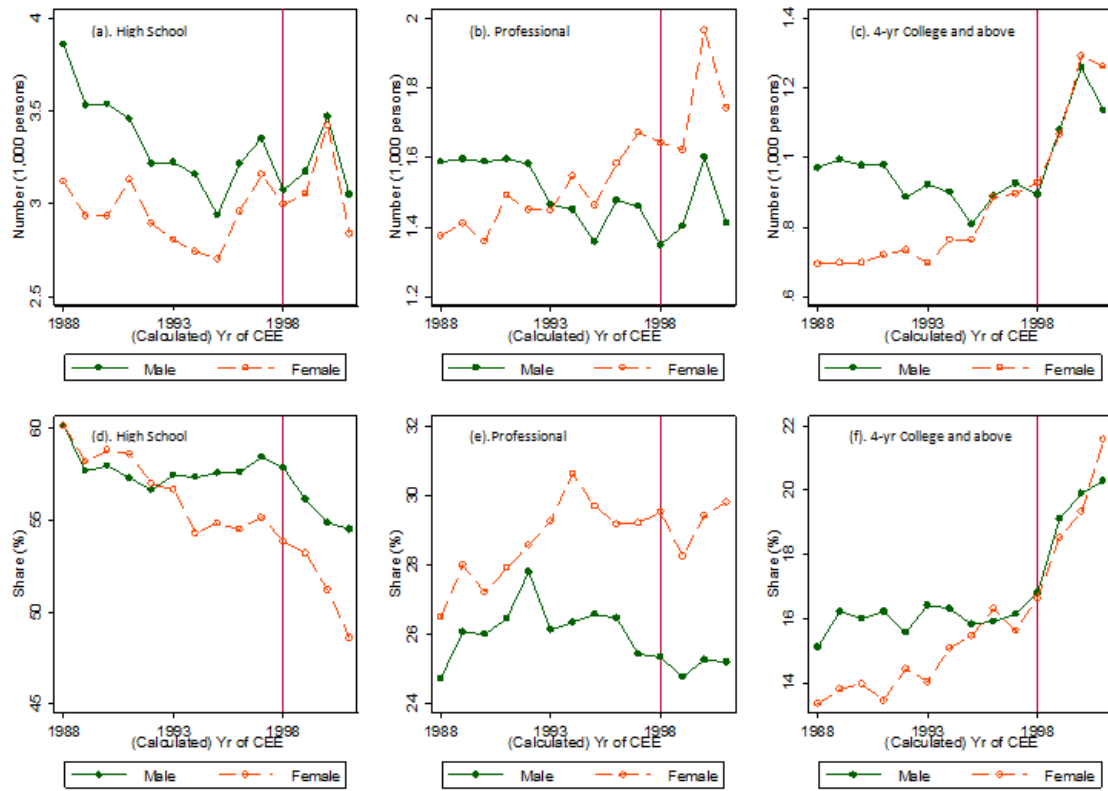 (a). High School
Number (1,000 persons)
4
3.5
3
2.5
1988
1993
1998
(Calculated) Yr of CEE
Male
Female
(b). Professional
Number (1,000 persons)
2
1.8
1.6
1.4
1.2
1988
1993
1998
(Calculated) Yr of CEE
Male
Female
(c). 4-yr College and above
Number (1,000 persons)
1.4
1.2
1
.8
.6
1988
1993
1998
(Calculated) Yr of CEE
Male
Female
(d). High School
Share (%)
60
55
50
45
1988
1993
1998
(Calculated) Yr of CEE
Male
Female
(e). Professional
Share (%)
32
30
28
26
24
1988
1993
1998
(Calculated) Yr of CEE
Male
Female
(f). 4-yr College and above
Share (%)
22
20
18
16
14
1988
1993
1998
(Calculated) Yr of CEE
Male
Female